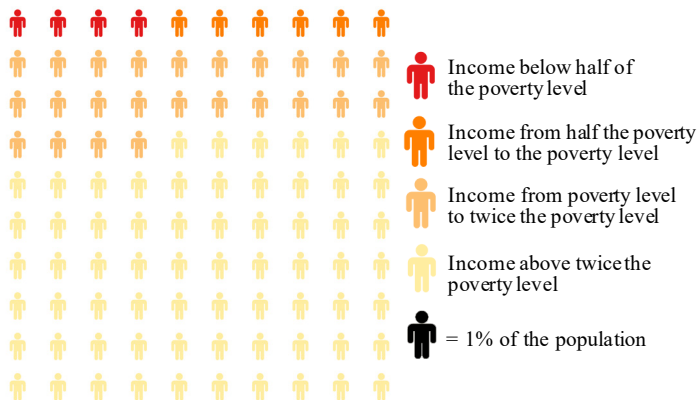 Income below half of
the poverty level
Income from half the poverty
level to the poverty level
Income from poverty level
to twice the poverty level
Income above twice the
poverty level
= 1% of the population